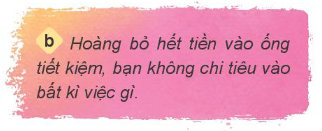 b Hoàng bỏ hết tiền vào ống
tiết kiệm, bạn không chi tiêu vào
bất kì việc gì.